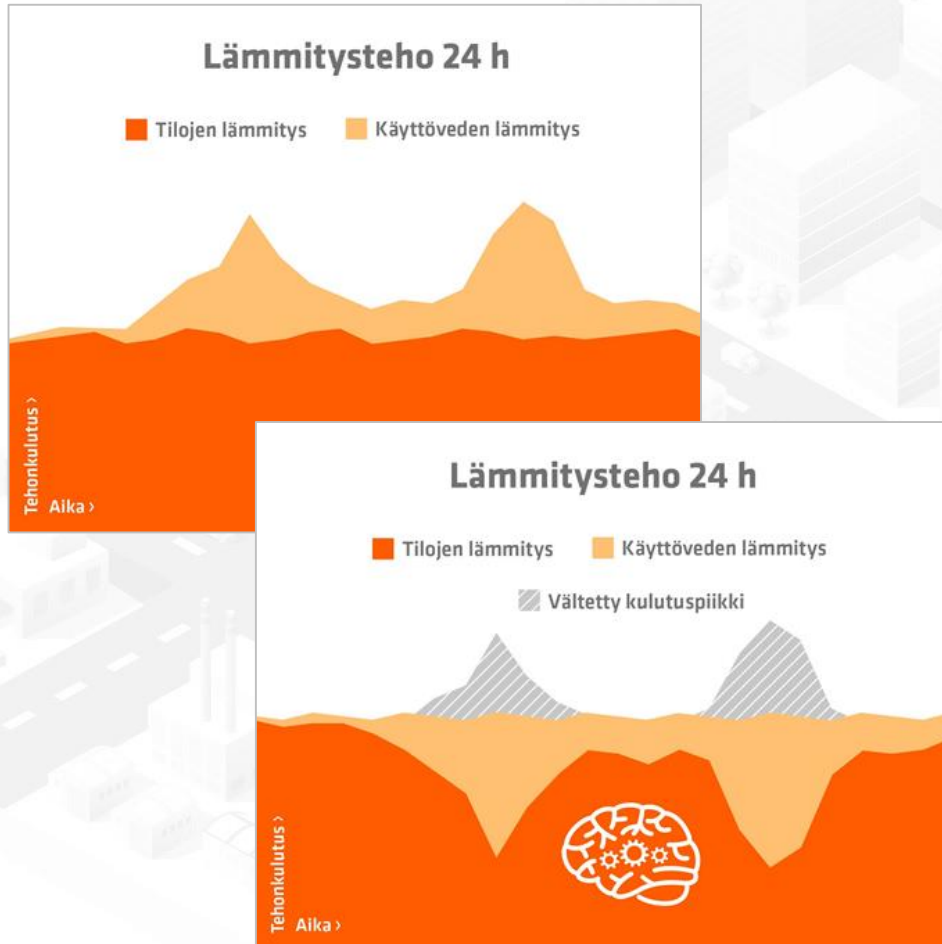 Lämmitysteho 24 h
Tilojen lämmitys
Käyttöveden lämmitys
Tehonkulutus >
Aika >
Lämmitysteho 24 h
Tilojen lämmitys
Käyttöveden lämmitys
Vältetty kulutuspiikki
Tehonkulutus >
Aika >